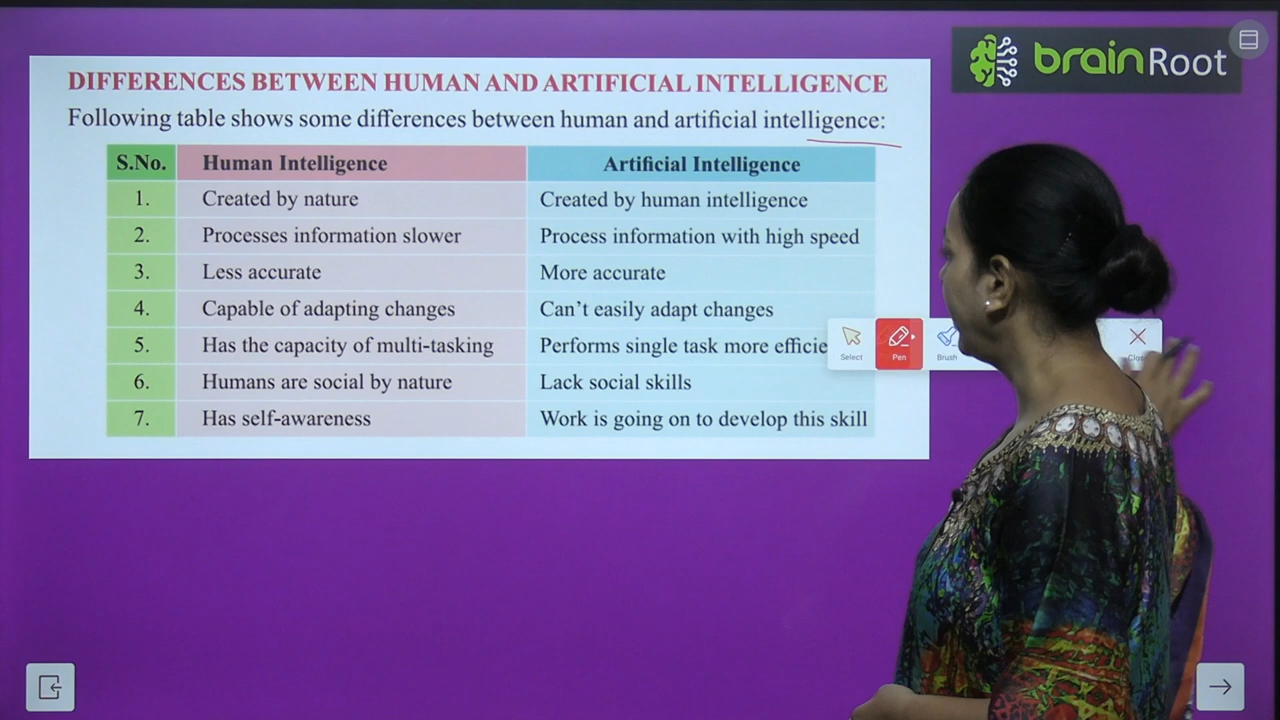 brainRoot
DIFFERENCES BETWEEN HUMAN AND ARTIFICIAL INTELLIGENCE
Following table shows some differences between human and artificial intelligence:
S.No. Human Intelligence Artificial Intelligence
1. Created by nature Created by human intelligence
2. Processes information slower Process information with high speed
3. Less accurate More accurate
4. Capable of adapting changes Can't easily adapt changes
5. Has the capacity of multi-tasking Performs single task more
6. Humans are social by nature Lack social skills
7. Has self-awareness Work is going on to develop this skill
Select Pen Brush